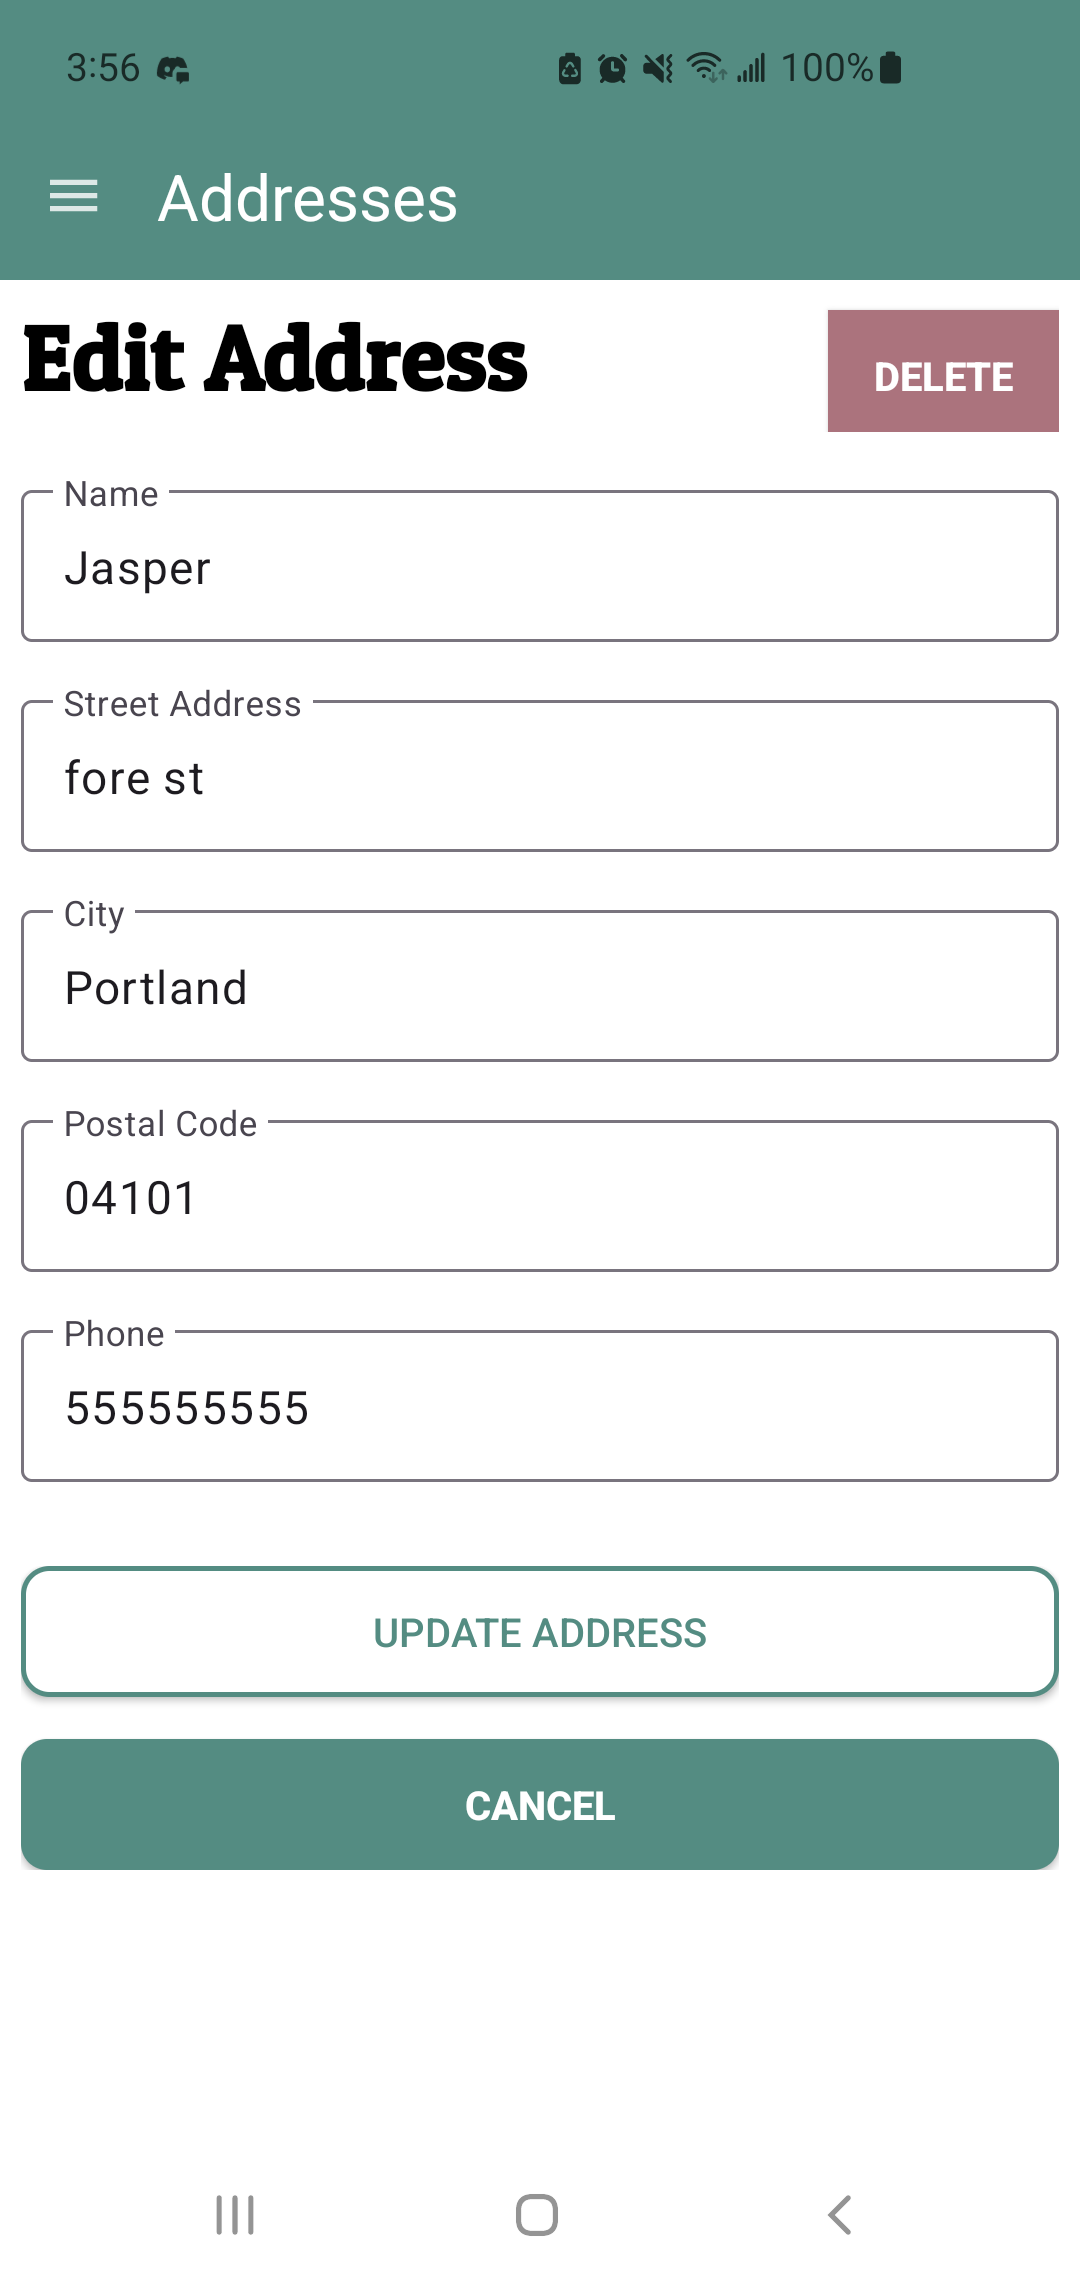 3:56 100%
Addresses
Edit Address
DELETE
Name
Jasper
Street Address
fore st
City
Portland
Postal Code
04101
Phone
555555555
UPDATE ADDRESS
CANCEL